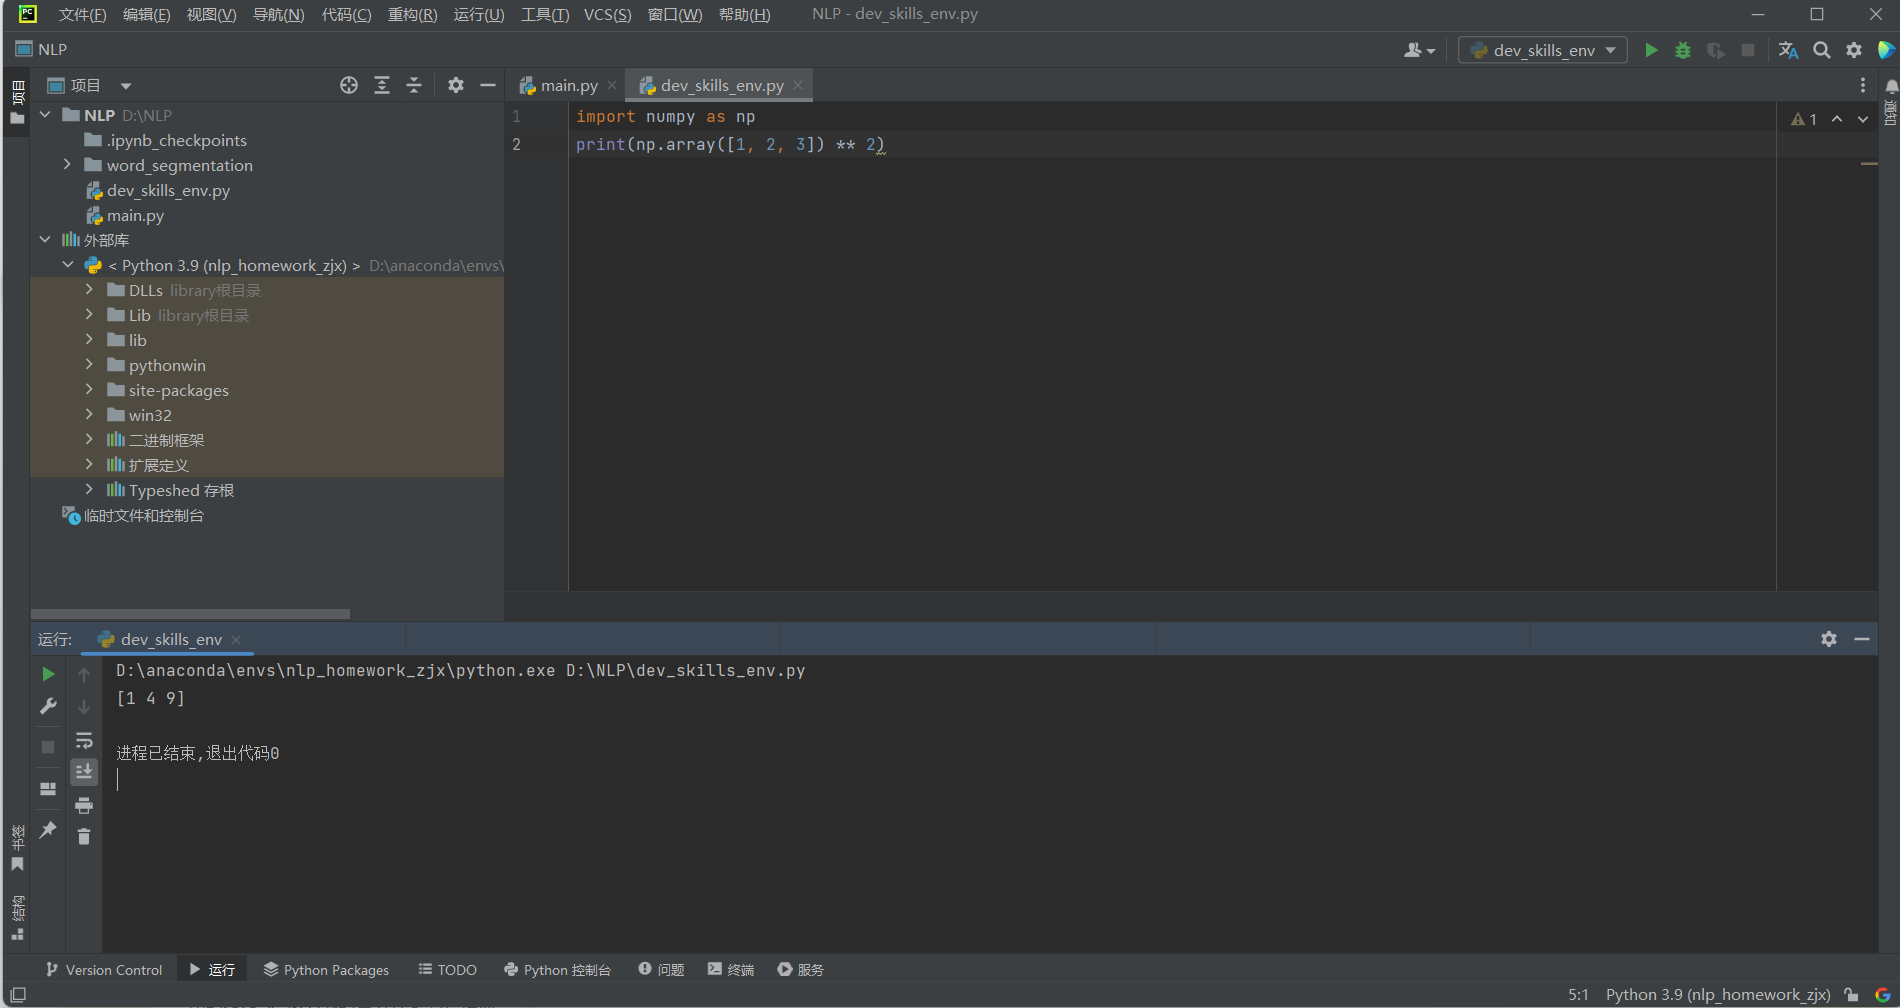 文件(F) 编辑(E) 视图(V) 导航(N) 代码(C) 重构(R) 运行(U) 工具(T) VCS(S) 窗口(W) 帮助(H) NLP - dev_skills_env.py
NLP
dev_skills_env
项目
项目
main.py
dev_skills_env.py
通知
NLP D:\NLP
.ipynb_checkpoints
word_segmentation
dev_skills_env.py
main.py
外部库
< Python 3.9 (nlp_homework_zjx) > D:\anaconda\envs\
DLLs library根目录
Lib library根目录
lib
pythonwin
site-packages
win32
二进制框架
扩展定义
Typeshed 存根
临时文件和控制台
1 import numpy as np
2 print(np.array([1, 2, 3]) ** 2)
1
运行: dev_skills_env
D:\anaconda\envs\nlp_homework_zjx\python.exe D:\NLP\dev_skills_env.py
[1 4 9]
进程已结束,退出代码0
书签
结构
Version Control 运行 Python Packages TODO Python 控制台 问题 终端 服务
5:1 Python 3.9 (nlp_homework_zjx)